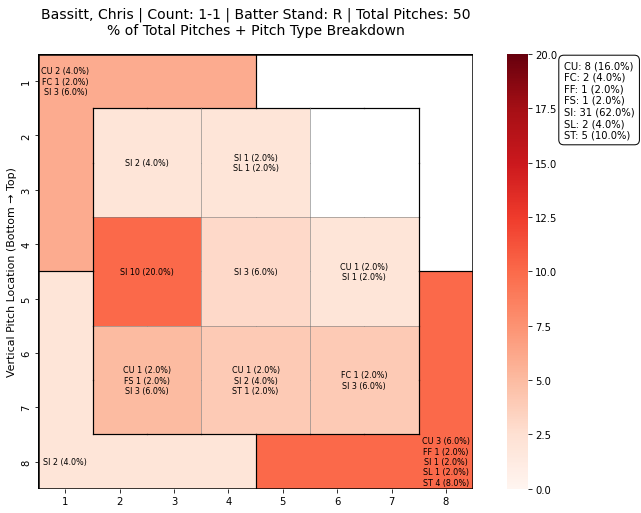 Bassitt, Chris | Count: 1-1 | Batter Stand: R | Total Pitches: 50
% of Total Pitches + Pitch Type Breakdown
Vertical Pitch Location (Bottom → Top)
1
2
3
4
5
6
7
8
CU 2 (4.0%)
FC 1 (2.0%)
SI 3 (6.0%)
SI 2 (4.0%)
SI 1 (2.0%)
SL 1 (2.0%)
SI 10 (20.0%)
SI 3 (6.0%)
CU 1 (2.0%)
SI 1 (2.0%)
CU 1 (2.0%)
FS 1 (2.0%)
SI 3 (6.0%)
CU 1 (2.0%)
SI 2 (4.0%)
ST 1 (2.0%)
FC 1 (2.0%)
SI 3 (6.0%)
SI 2 (4.0%)
CU 3 (6.0%)
FF 1 (2.0%)
SI 1 (2.0%)
SL 1 (2.0%)
ST 4 (8.0%)
1
2
3
4
5
6
7
8
20.0
17.5
15.0
12.5
10.0
7.5
5.0
2.5
0.0
CU: 8 (16.0%)
FC: 2 (4.0%)
FF: 1 (2.0%)
FS: 1 (2.0%)
SI: 31 (62.0%)
SL: 2 (4.0%)
ST: 5 (10.0%)